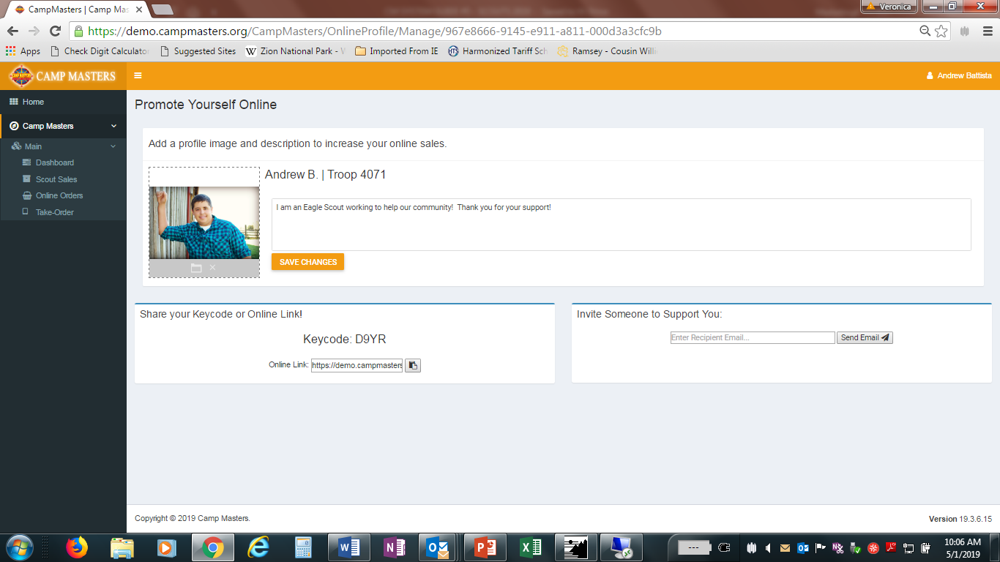 CampMasters | Camp Mas
Veronica
https://demo.campmasters.org/CampMasters/OnlineProfile/Manage/967e8666-9145-e911-a811-000d3a3cfc9b
Apps Check Digit Calculator Suggested Sites Zion National Park - Imported From IE Harmonized Tariff Sch Ramsey - Cousin Willi
CAMP MASTERS
Andrew Battista
Home
Camp Masters
Main
Dashboard
Scout Sales
Online Orders
Take-Order
Promote Yourself Online
Add a profile image and description to increase your online sales.
Andrew B. | Troop 4071
I am an Eagle Scout working to help our community!  Thank you for your support!
SAVE CHANGES
Share your Keycode or Online Link!
Keycode: D9YR
Online Link: https://demo.campmasters
Invite Someone to Support You:
Enter Recipient Email... Send Email
Copyright © 2019 Camp Masters.
Version 19.3.6.15
10:06 AM
5/1/2019